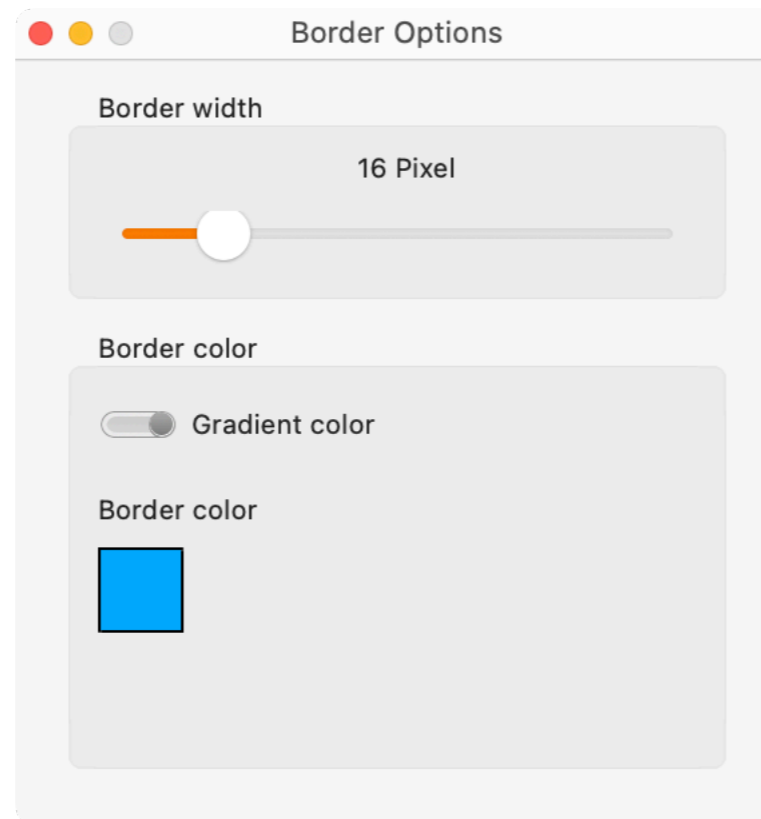 Border Options
Border width
16 Pixel
Border color
Gradient color
Border color